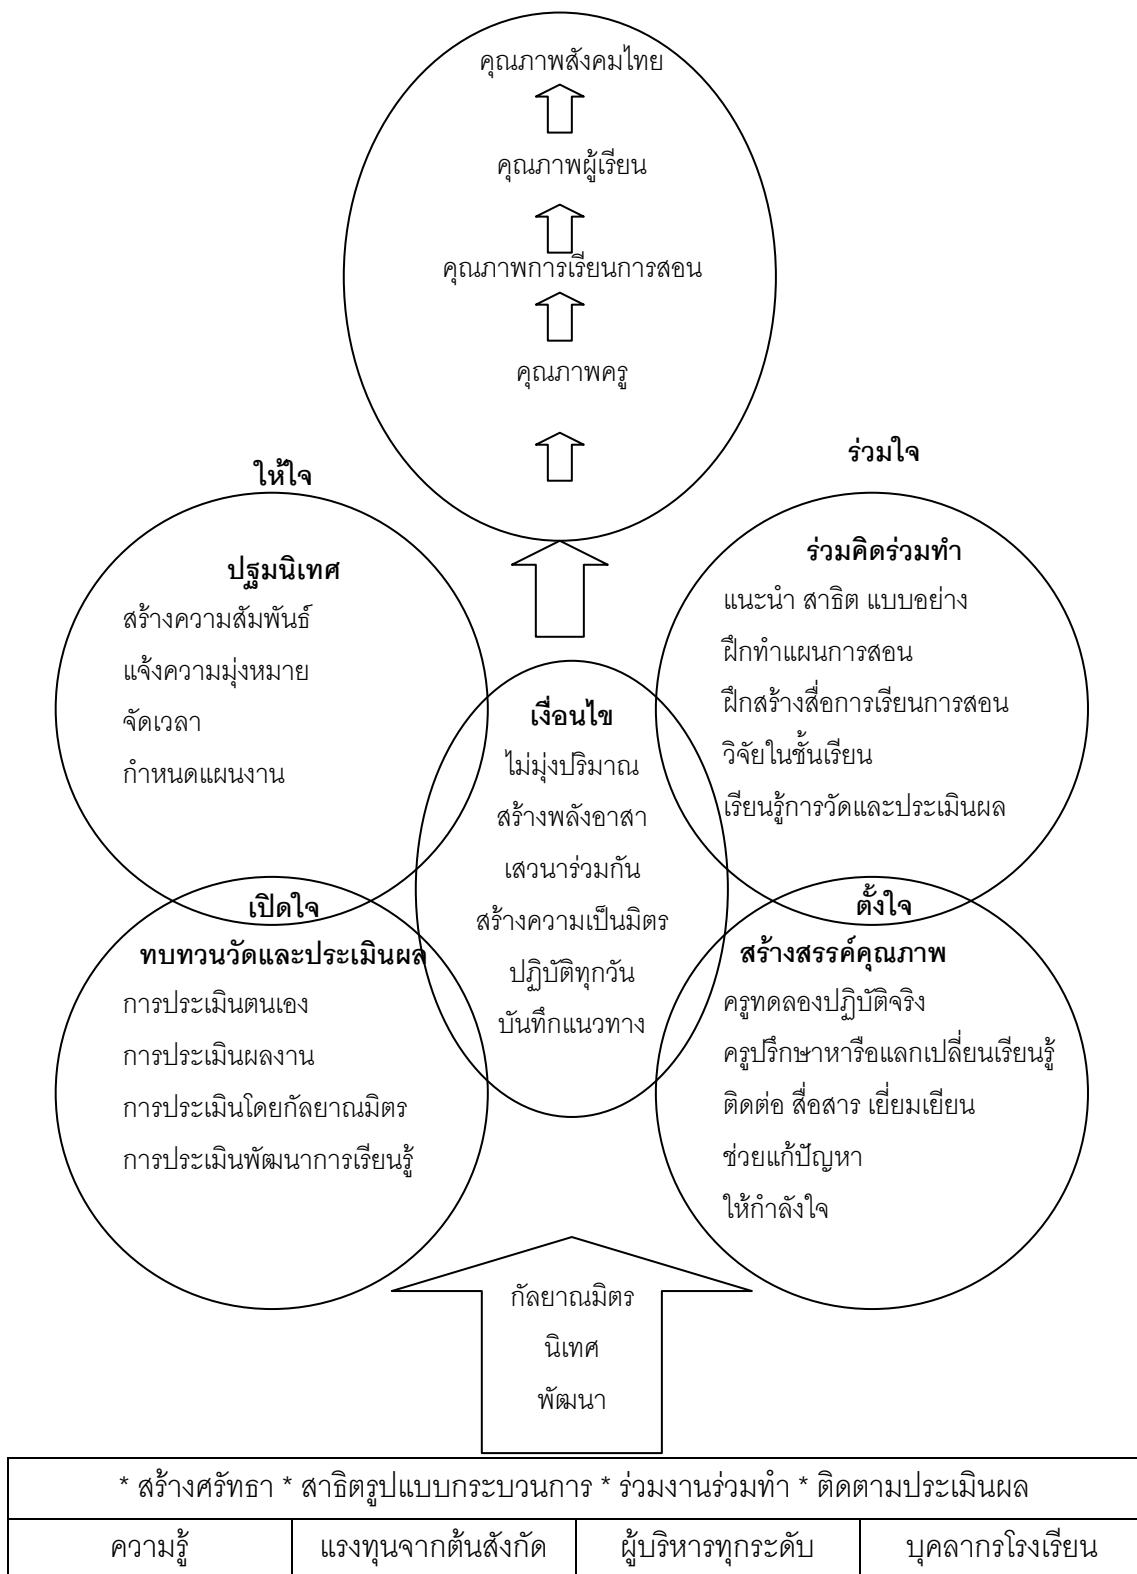 คุณภาพสังคมไทย
คุณภาพผู้เรียน
คุณภาพการเรียนการสอน
คุณภาพครู
ให้ใจ
ปฐมนิเทศ
สร้างความสัมพันธ์
แจ้งความมุ่งหมาย
จัดเวลา
กำหนดแผนงาน
ร่วมใจ
ร่วมคิดร่วมทำ
แนะนำ สาธิต แบบอย่าง
ฝึกทำแผนการสอน
ฝึกสร้างสื่อการเรียนการสอน
วิจัยในชั้นเรียน
เรียนรู้การวัดและประเมินผล
เงื่อนไข
ไม่มุ่งปริมาณ
สร้างพลังอาสา
เสวนาร่วมกัน
สร้างความเป็นมิตร
ปฏิบัติทุกวัน
บันทึกแนวทาง
เปิดใจ
ทบทวนวัดและประเมินผล
การประเมินตนเอง
การประเมินผลงาน
การประเมินโดยกัลยาณมิตร
การประเมินพัฒนาการเรียนรู้
ตั้งใจ
สร้างสรรค์คุณภาพ
ครูทดลองปฏิบัติจริง
ครูปรึกษาหารือแลกเปลี่ยนเรียนรู้
ติดต่อ สื่อสาร เยี่ยมเยียน
ช่วยแก้ปัญหา
ให้กำลังใจ
กัลยาณมิตร
นิเทศ
พัฒนา
* สร้างศรัทธา * สาธิตรูปแบบกระบวนการ * ร่วมงานร่วมทำ * ติดตามประเมินผล
ความรู้ แรงทุนจากต้นสังกัด ผู้บริหารทุกระดับ บุคลากรโรงเรียน